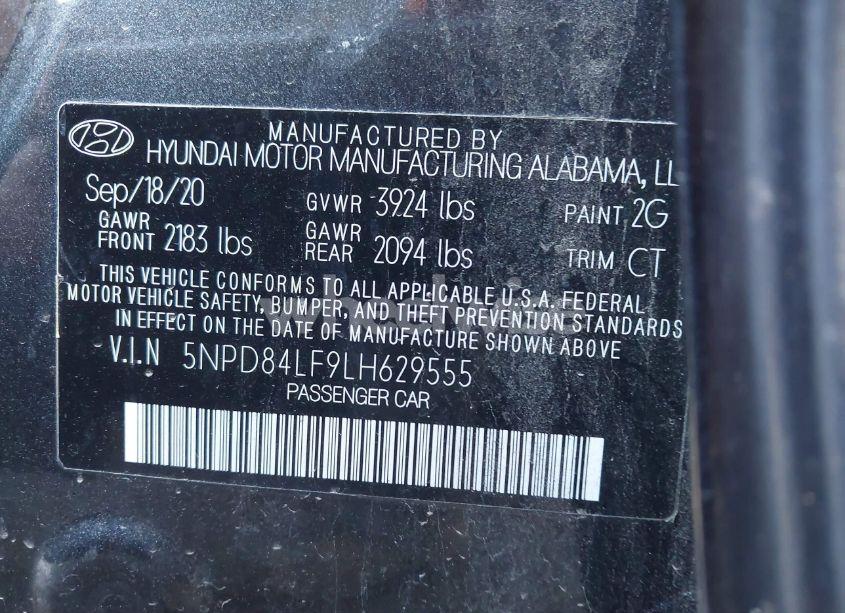 MANUFACTURED BY
HYUNDAI MOTOR MANUFACTURING ALABAMA, LL
Sep/18/20 GVWR 3924 lbs PAINT 2G
GAWR FRONT 2183 lbs GAWR REAR 2094 lbs TRIM CT
THIS VEHICLE CONFORMS TO ALL APPLICABLE U.S.A. FEDERAL
MOTOR VEHICLE SAFETY, BUMPER, AND THEFT PREVENTION STANDARDS
IN EFFECT ON THE DATE OF MANUFACTURE SHOWN ABOVE
V.I.N 5NPD84LF9LH629555
PASSENGER CAR